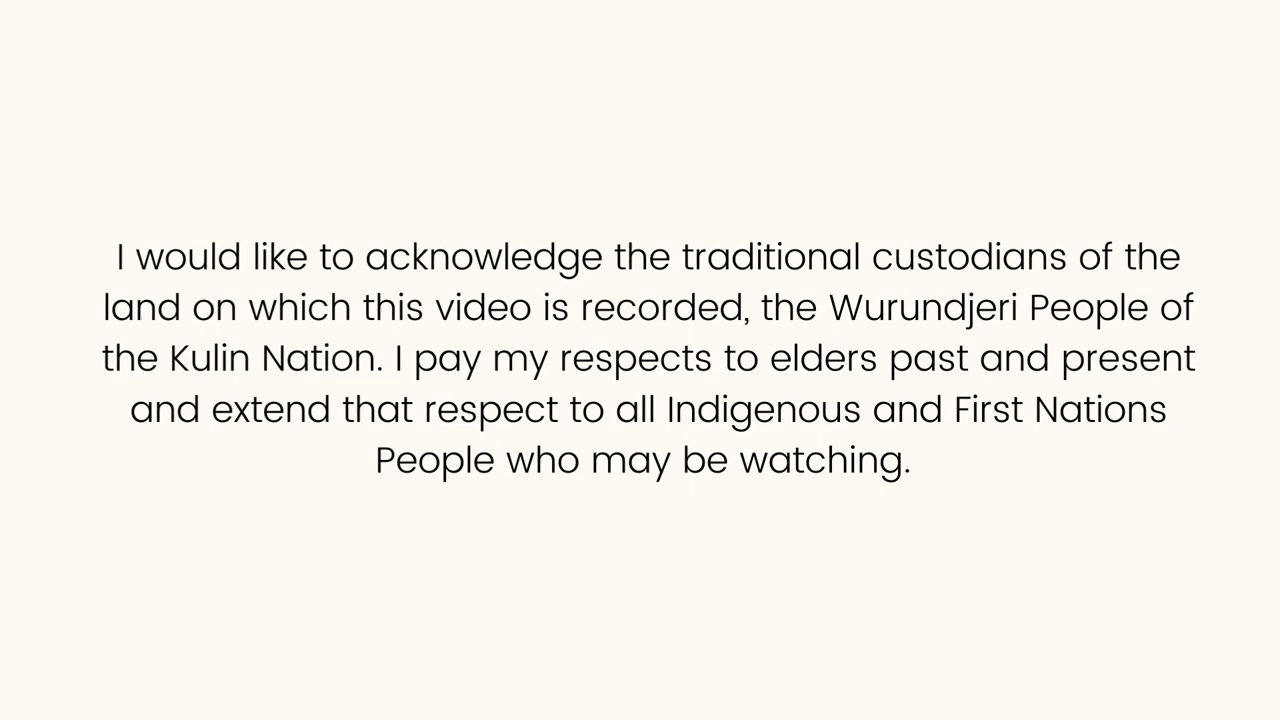 I would like to acknowledge the traditional custodians of the
land on which this video is recorded, the Wurundjeri People of
the Kulin Nation. I pay my respects to elders past and present
and extend that respect to all Indigenous and First Nations
People who may be watching.